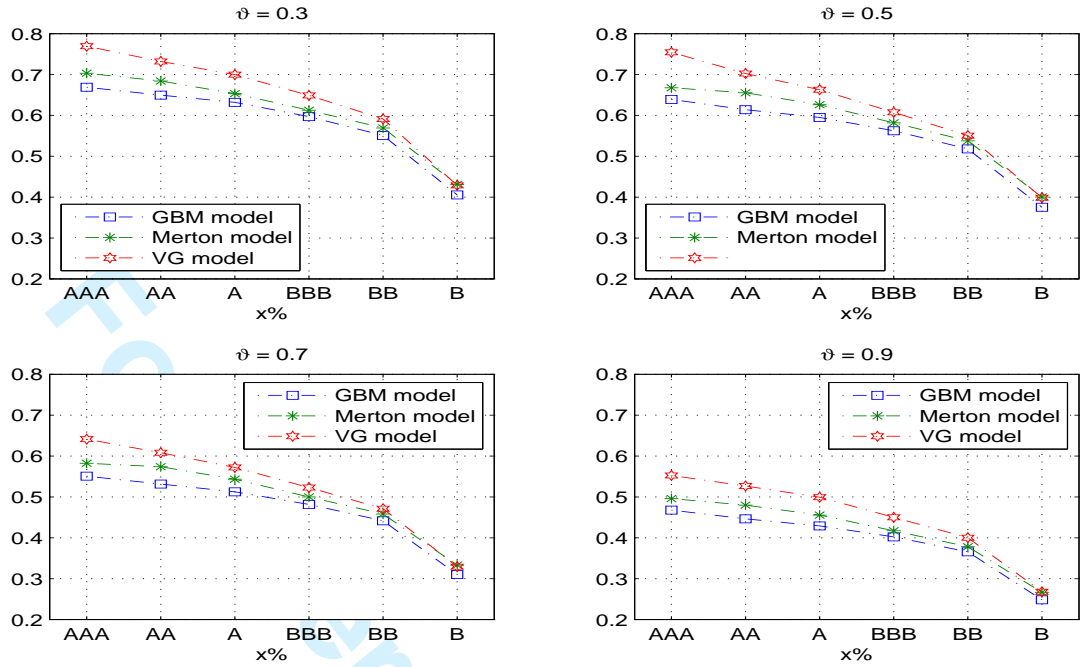 ϑ = 0.3
0.8
0.7
0.6
0.5
0.4
0.3
0.2
GBM model
Merton model
VG model
AAA AA A BBB BB B
x%
ϑ = 0.5
0.8
0.7
0.6
0.5
0.4
0.3
0.2
GBM model
Merton model
AAA AA A BBB BB B
x%
ϑ = 0.7
0.8
0.7
0.6
0.5
0.4
0.3
0.2
GBM model
Merton model
VG model
AAA AA A BBB BB B
x%
ϑ = 0.9
0.8
0.7
0.6
0.5
0.4
0.3
0.2
GBM model
Merton model
VG model
AAA AA A BBB BB B
x%